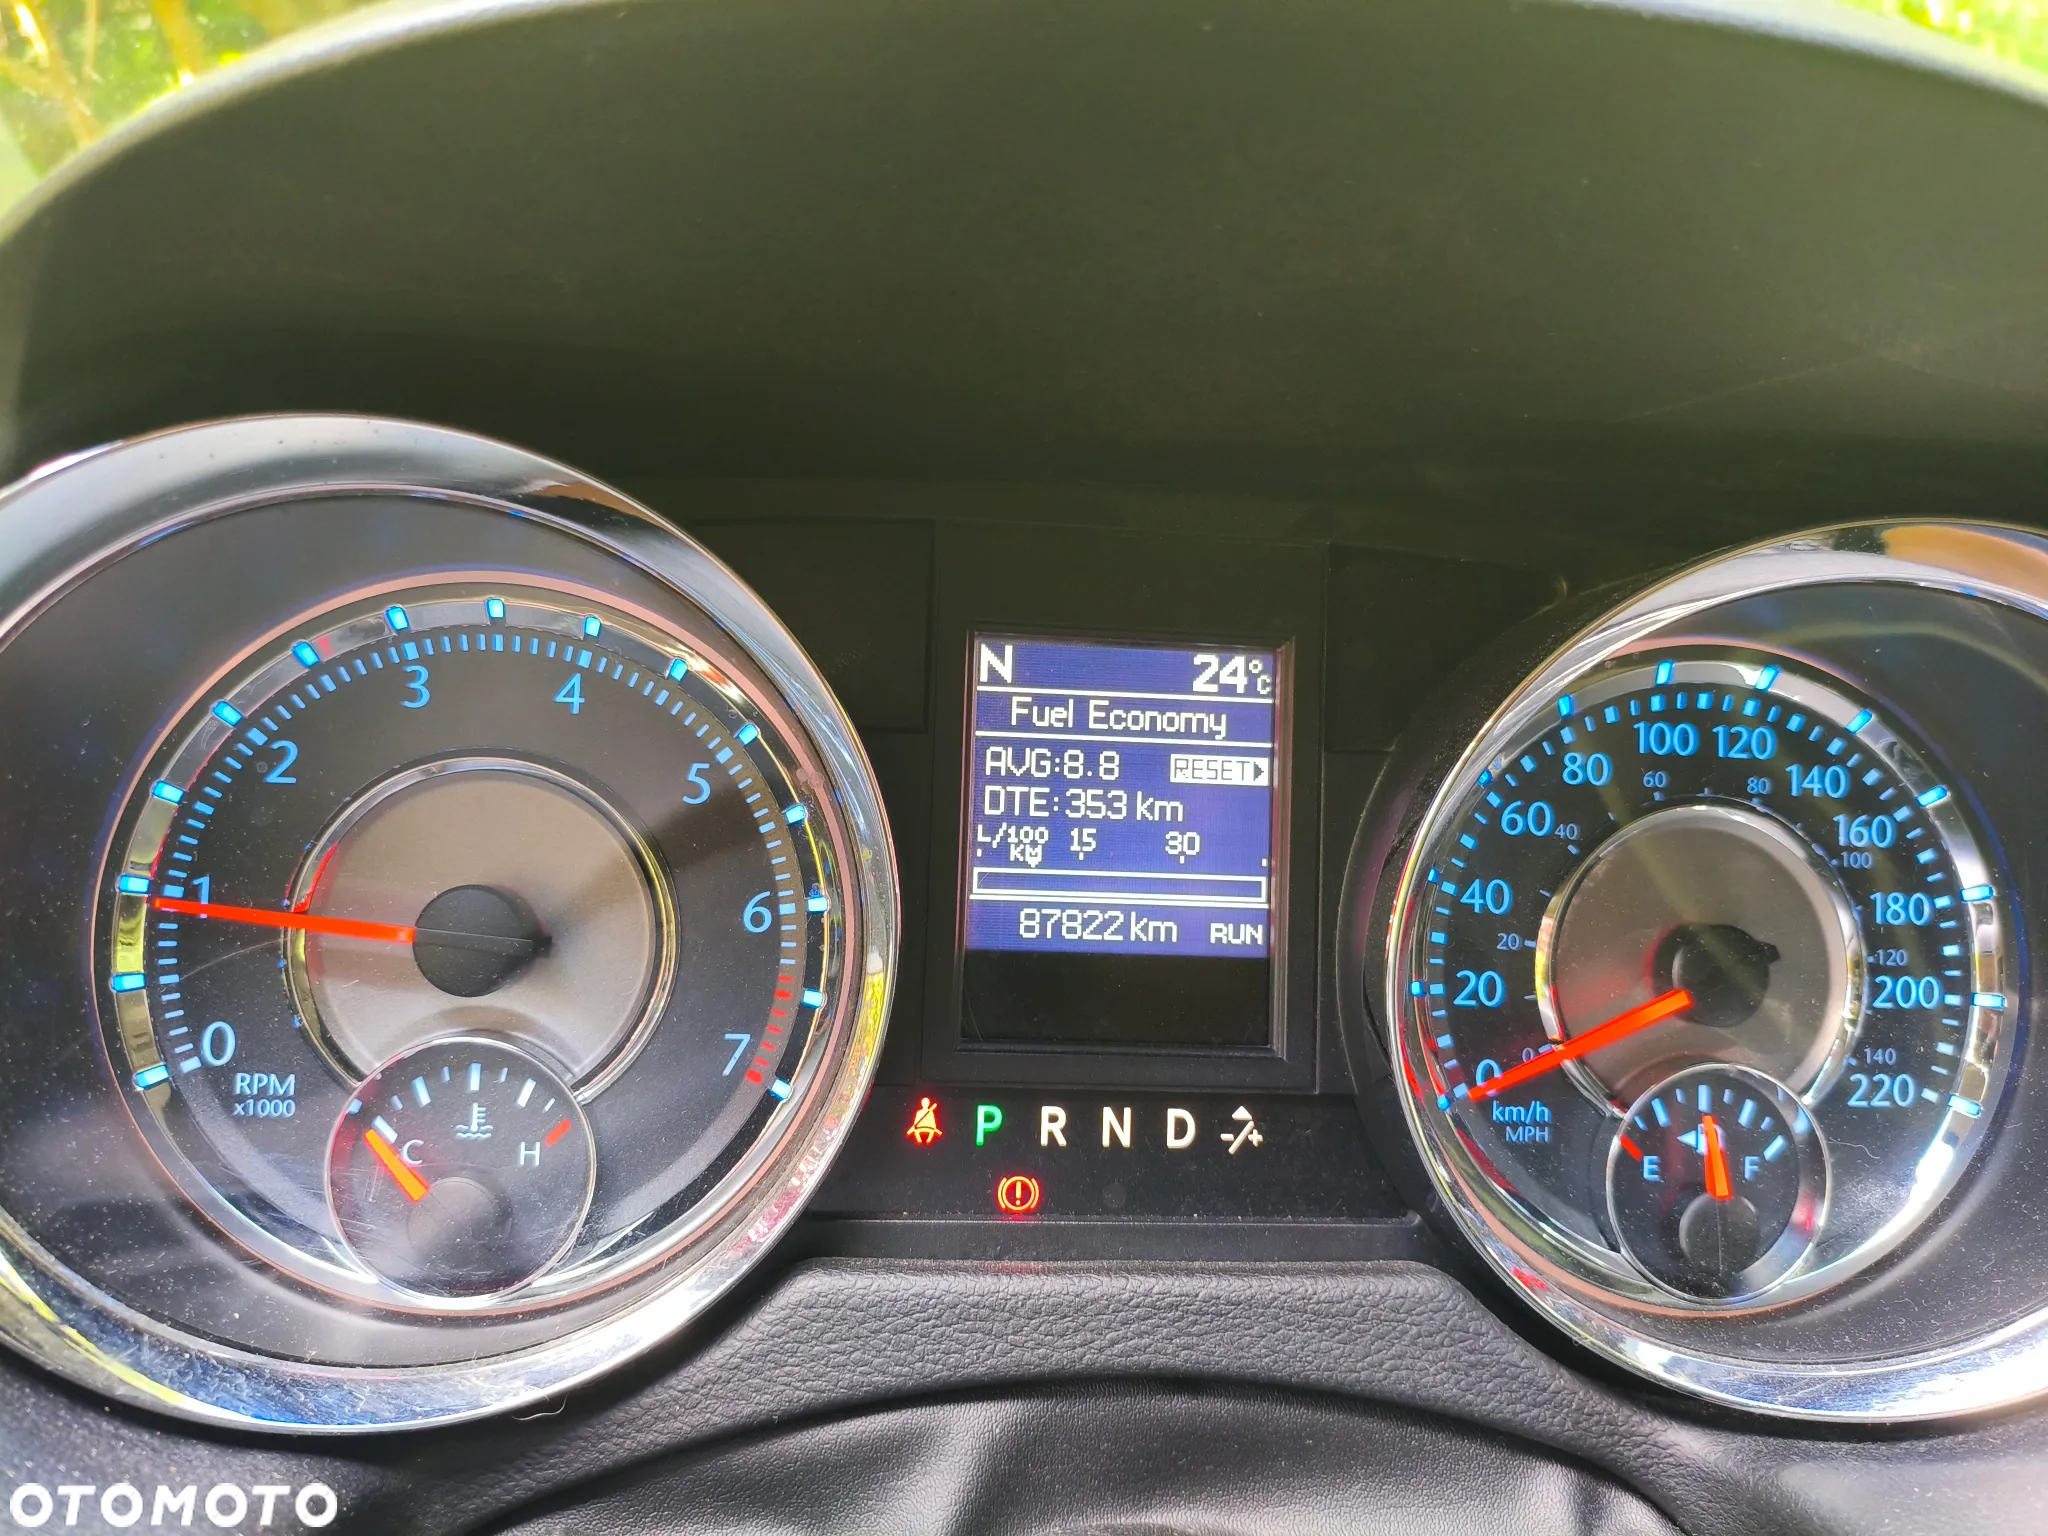 0 1 2 3 4 5 6 7
RPM
x1000
C H
N 24°C
Fuel Economy
AVG:8.8 RESET
DTE:353 km
L/100 15 30
KM
87822 km RUN
P R N D -/+
0 20 40 60 80 100 120 140 160 180 200 220
0 20 40 60 80 100 120 140
km/h
MPH
E F
OTOMOTO